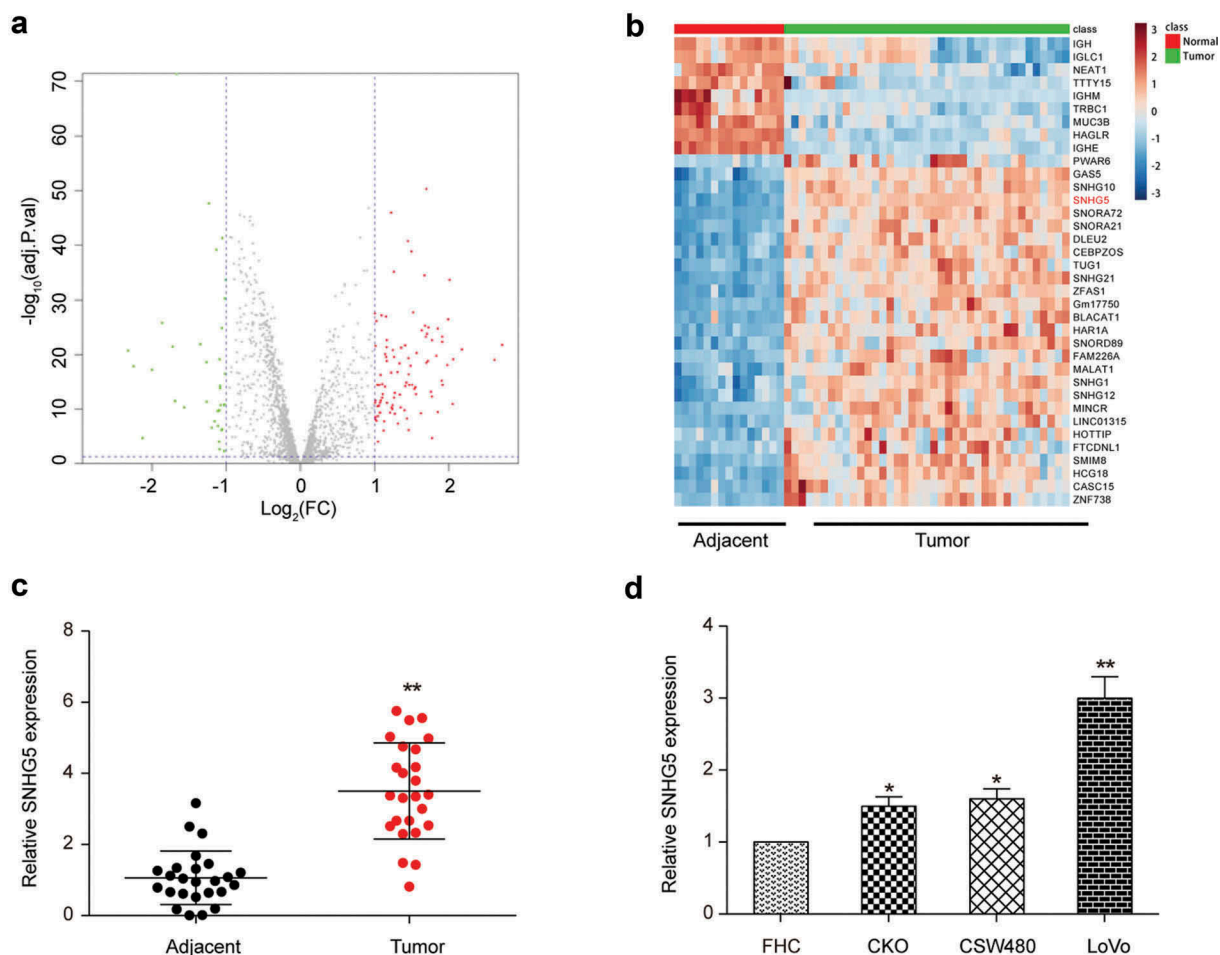 a
70
60
50
40
30
20
10
0
-log10(adj.P.val)
-2
-1
0
1
2
Log2(FC)
b
class
IGH
IGLC1
NEAT1
TTTY15
IGHM
TRBC1
MUC3B
HAGLR
IGHE
PWAR6
GAS5
SNHG10
SNHG5
SNORA72
SNORA21
DLEU2
CEBPZOS
TUG1
SNHG21
ZFAS1
Gm17750
BLACAT1
HAR1A
SNORD89
FAM226A
MALAT1
SNHG1
SNHG12
MINCR
LINC01315
HOTTIP
FTCDNL1
SMIM8
HCG18
CASC15
ZNF738
3
2
1
0
-1
-2
-3
class
Normal
Tumor
Adjacent
Tumor
c
Relative SNHG5 expression
8
6
4
2
0
**
Adjacent
Tumor
d
Relative SNHG5 expression
4
3
2
1
0
*
*
**
FHC
CKO
CSW480
LoVo